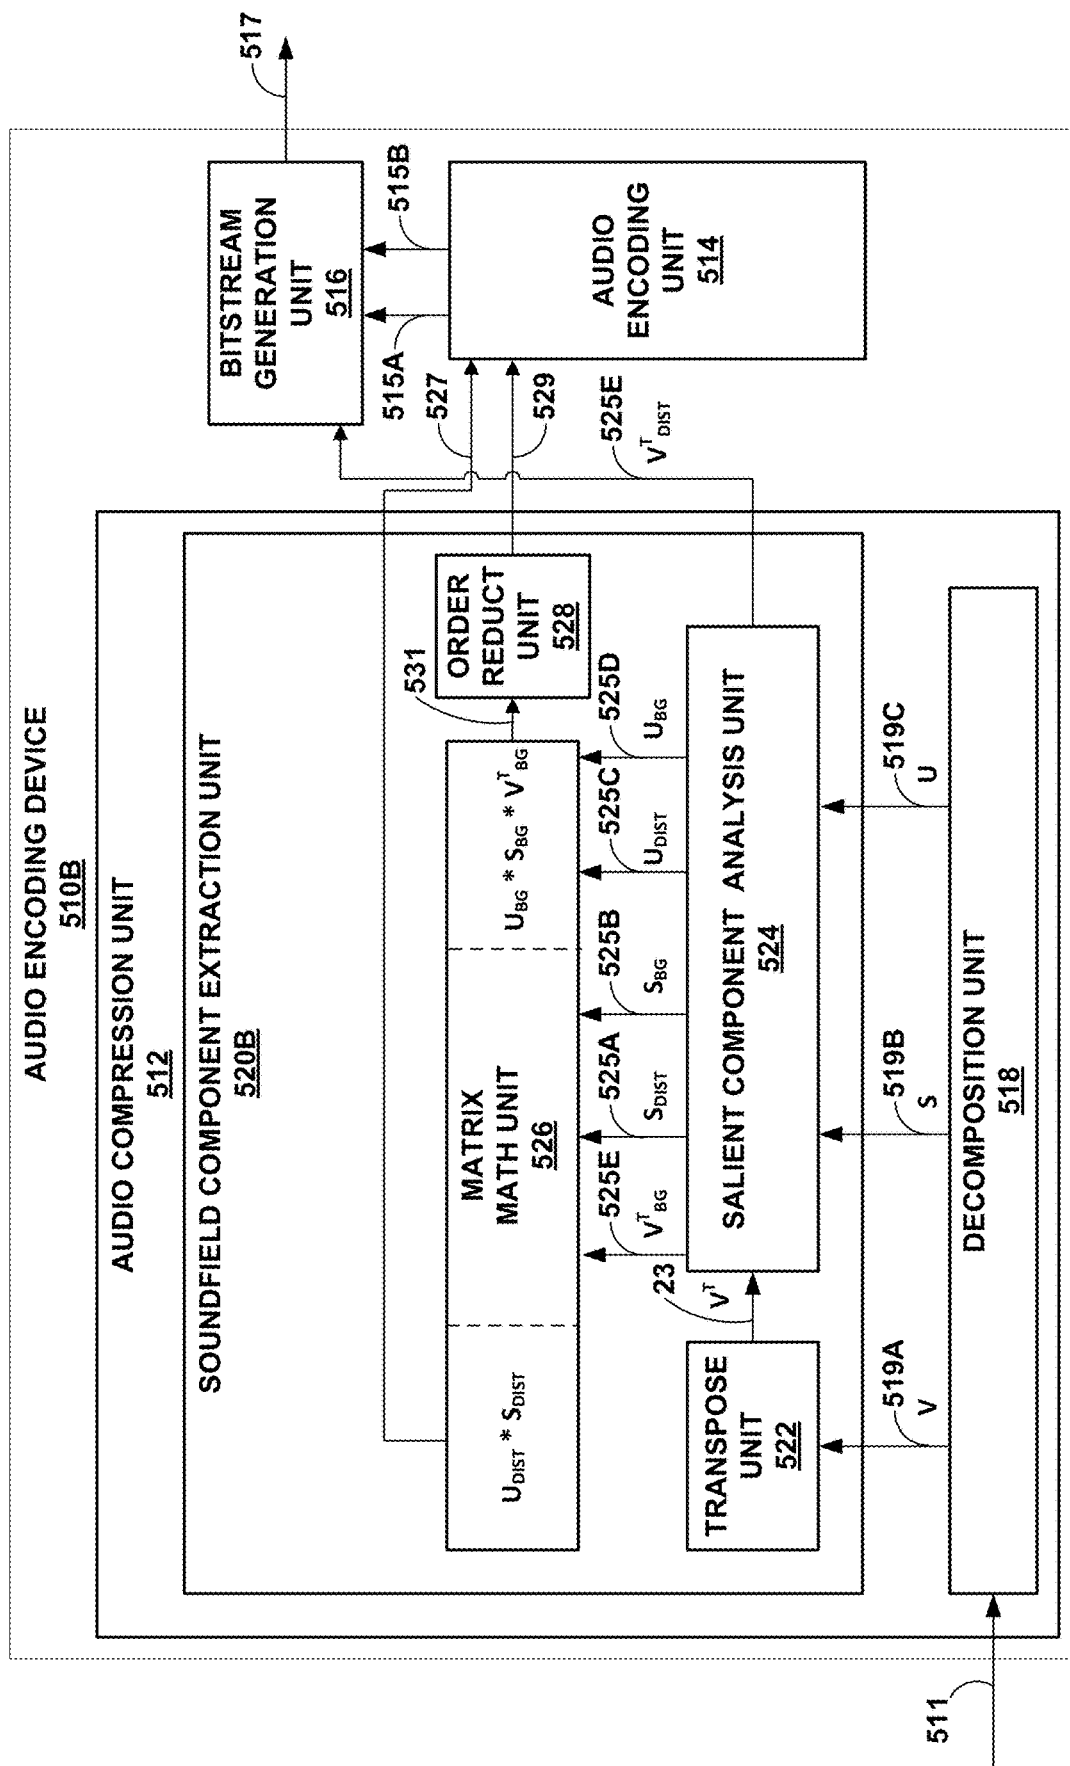 AUDIO ENCODING DEVICE
510B
AUDIO COMPRESSION UNIT
512
SOUNDFIELD COMPONENT EXTRACTION UNIT
520B
BITSTREAM
GENERATION
UNIT
516
517
515A
515B
527
529
AUDIO
ENCODING
UNIT
514
U_DIST * S_DIST
MATRIX
MATH UNIT
526
U_BG * S_BG * V^T_BG
531
ORDER
REDUCT
UNIT
528
525E
V^T_BG
525A
S_DIST
525B
S_BG
525C
U_DIST
525D
U_BG
525E
V^T_DIST
TRANSPOSE
UNIT
522
23
V^T
SALIENT COMPONENT ANALYSIS UNIT
524
519A
V
519B
S
519C
U
DECOMPOSITION UNIT
518
511